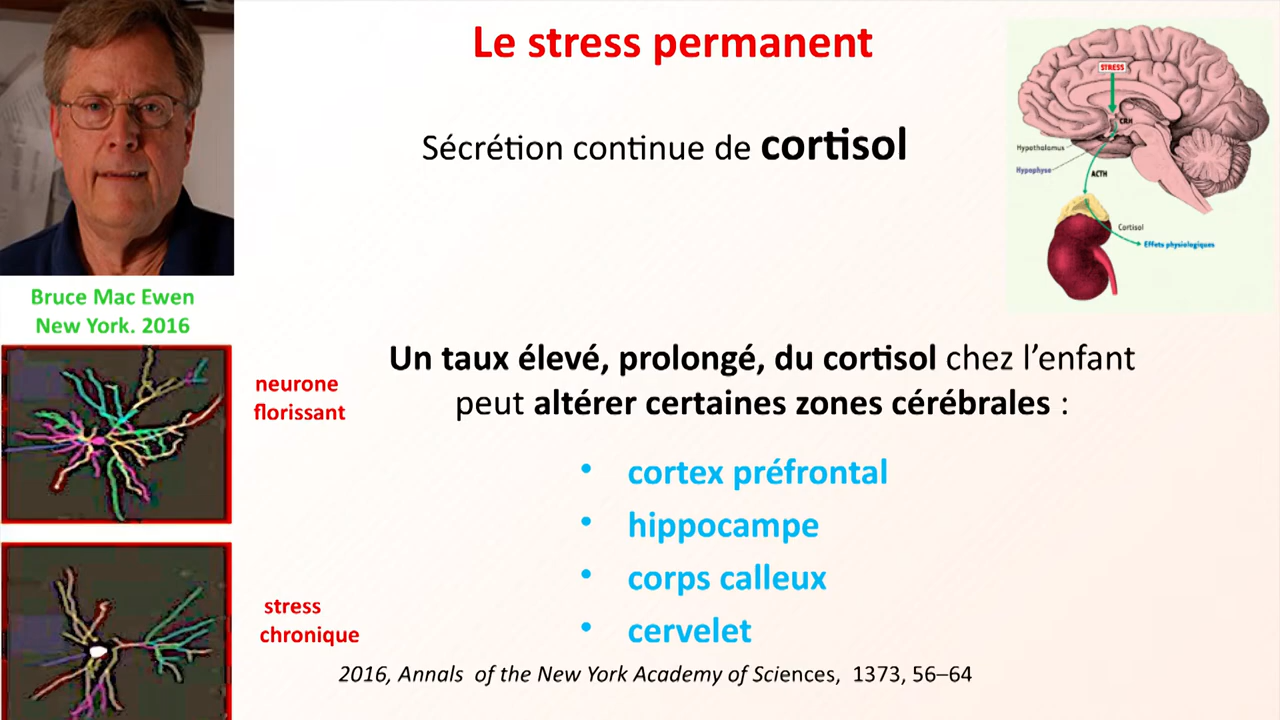 Le stress permanent
Sécrétion continue de cortisol
STRESS
CRH
Hypothalamus
Hypophyse
ACTH
Cortisol
Effets physiologiques
Bruce Mac Ewen
New York. 2016
neurone
florissant
Un taux élevé, prolongé, du cortisol chez l’enfant
peut altérer certaines zones cérébrales :
• cortex préfrontal
• hippocampe
• corps calleux
• cervelet
stress
chronique
2016, Annals of the New York Academy of Sciences, 1373, 56–64